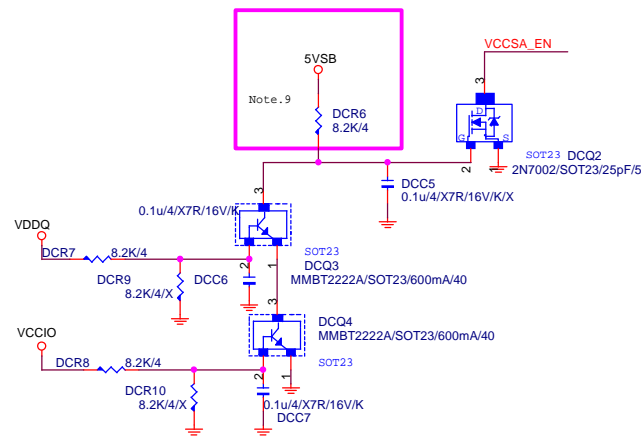 VCCSA_EN
5VSB
Note.9
DCR6
8.2K/4
3
D
G
S
2
1
SOT23 DCQ2
2N7002/SOT23/25pF/5
DCC5
0.1u/4/X7R/16V/K/X
3
0.1u/4/X7R/16V/K
VDDQ
SOT23
DCR7
8.2K/4
DCQ3
2
1
MMBT2222A/SOT23/600mA/40
DCR9
8.2K/4/X
DCC6
3
DCQ4
MMBT2222A/SOT23/600mA/40
VCCIO
SOT23
DCR8
8.2K/4
2
1
DCR10
8.2K/4/X
0.1u/4/X7R/16V/K
DCC7